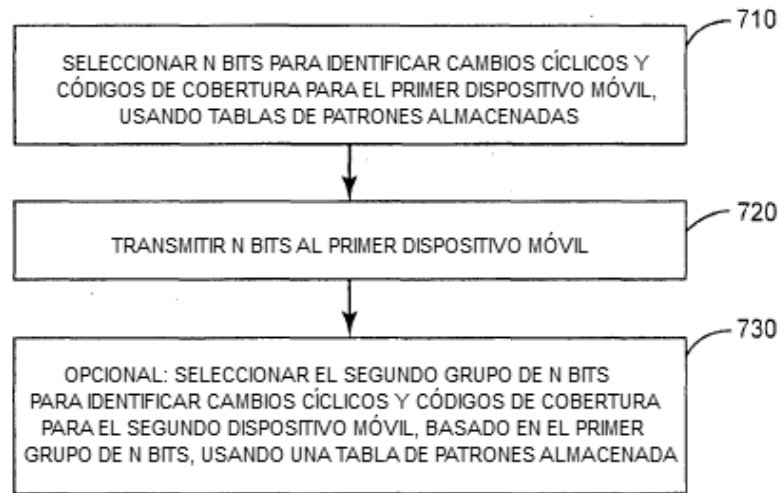 710
SELECCIONAR N BITS PARA IDENTIFICAR CAMBIOS CÍCLICOS Y
CÓDIGOS DE COBERTURA PARA EL PRIMER DISPOSITIVO MÓVIL,
USANDO TABLAS DE PATRONES ALMACENADAS
720
TRANSMITIR N BITS AL PRIMER DISPOSITIVO MÓVIL
730
OPCIONAL: SELECCIONAR EL SEGUNDO GRUPO DE N BITS
PARA IDENTIFICAR CAMBIOS CÍCLICOS Y CÓDIGOS DE COBERTURA
PARA EL SEGUNDO DISPOSITIVO MÓVIL, BASADO EN EL PRIMER
GRUPO DE N BITS, USANDO UNA TABLA DE PATRONES ALMACENADA